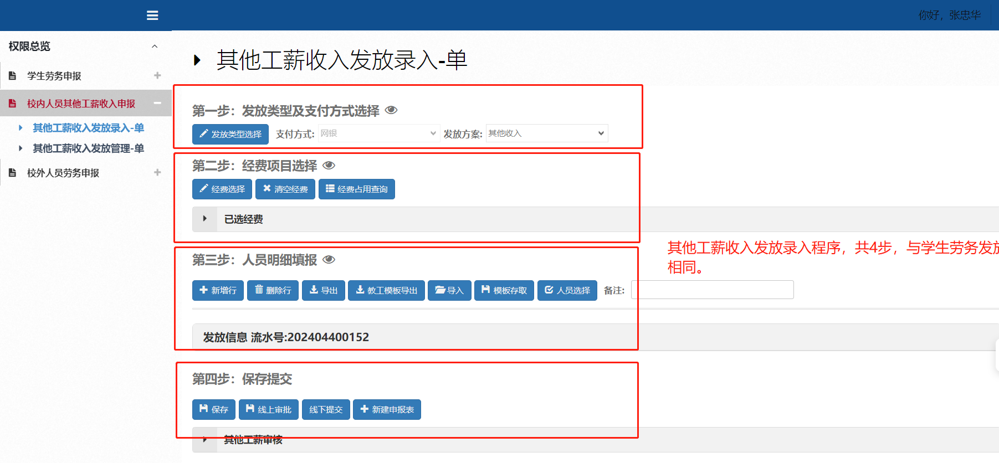 你好，张忠华
权限总览
学生劳务申报
校内人员其他工薪收入申报
其他工薪收入发放录入-单
其他工薪收入发放管理-单
校外人员劳务申报
其他工薪收入发放录入-单
第一步：发放类型及支付方式选择
发放类型选择 支付方式: 网银 发放方案: 其他收入
第二步：经费项目选择
经费选择 清空经费 经费占用查询
已选经费
其他工薪收入发放录入程序，共4步，与学生劳务发放
相同。
第三步：人员明细填报
新增行 删除行 导出 教工模板导出 导入 模板存取 人员选择 备注:
发放信息 流水号:202404400152
第四步：保存提交
保存 线上审批 线下提交 新建申报表
其他工薪审核